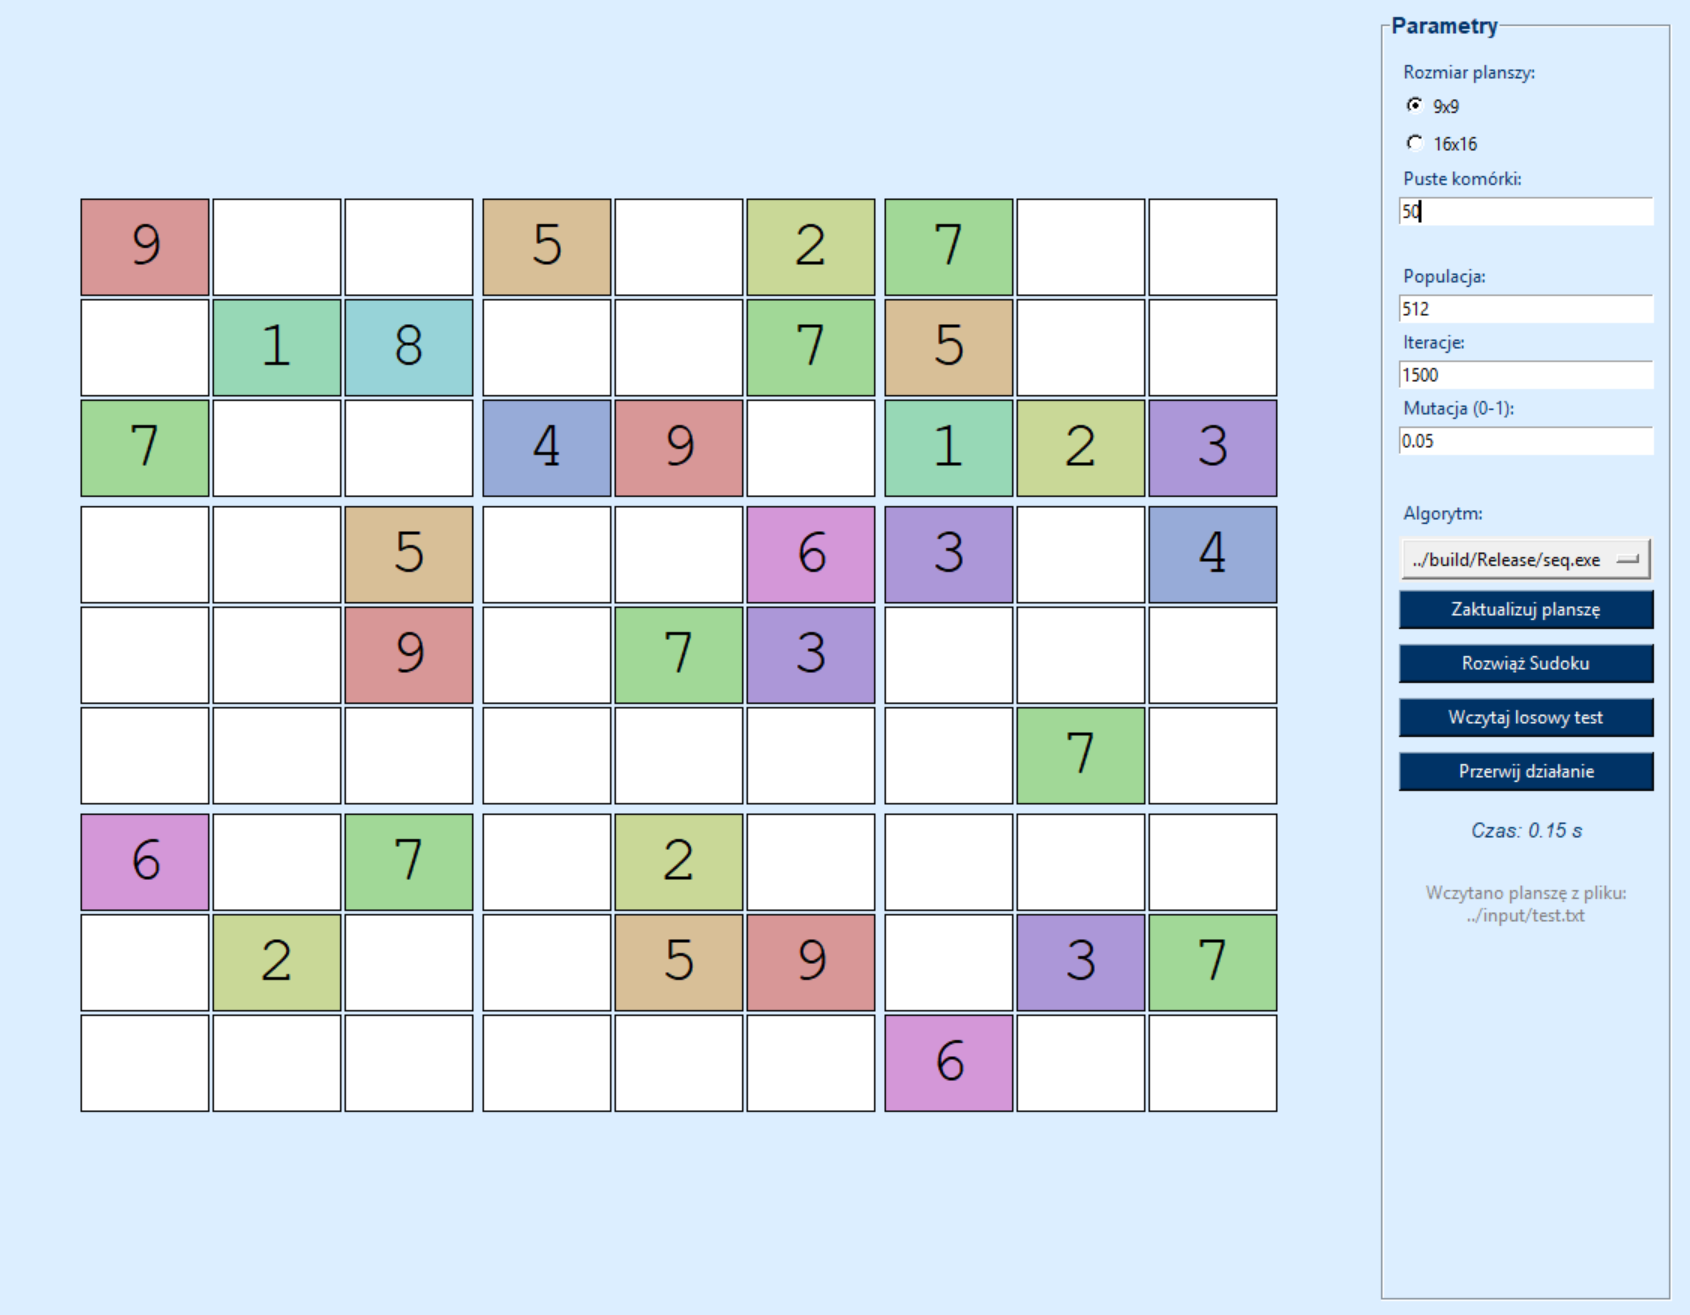 9 5 2 7
1 8 7 5
7 4 9 1 2 3
5 6 3 4
9 7 3
7
6 7 2
2 5 9 3 7
6
Parametry
Rozmiar planszy:
9x9
16x16
Puste komórki:
50
Populacja:
512
Iteracje:
1500
Mutacja (0-1):
0.05
Algorytm:
../build/Release/seq.exe
Zaktualizuj planszę
Rozwiąż Sudoku
Wczytaj losowy test
Przerwij działanie
Czas: 0.15 s
Wczytano planszę z pliku:
../input/test.txt